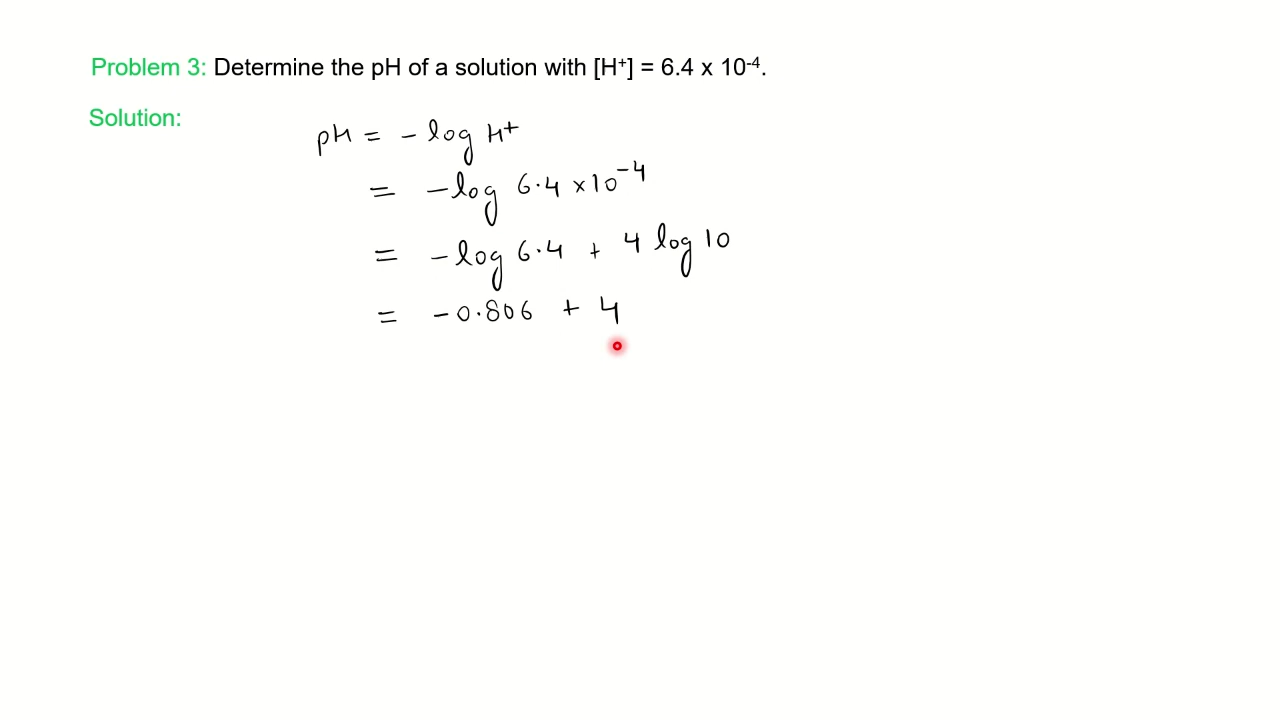 Problem 3: Determine the pH of a solution with [H⁺] = 6.4 x 10⁻⁴.
Solution:
pH = - log H⁺
= - log 6.4 × 10⁻⁴
= - log 6.4 + 4 log 10
= - 0.806 + 4